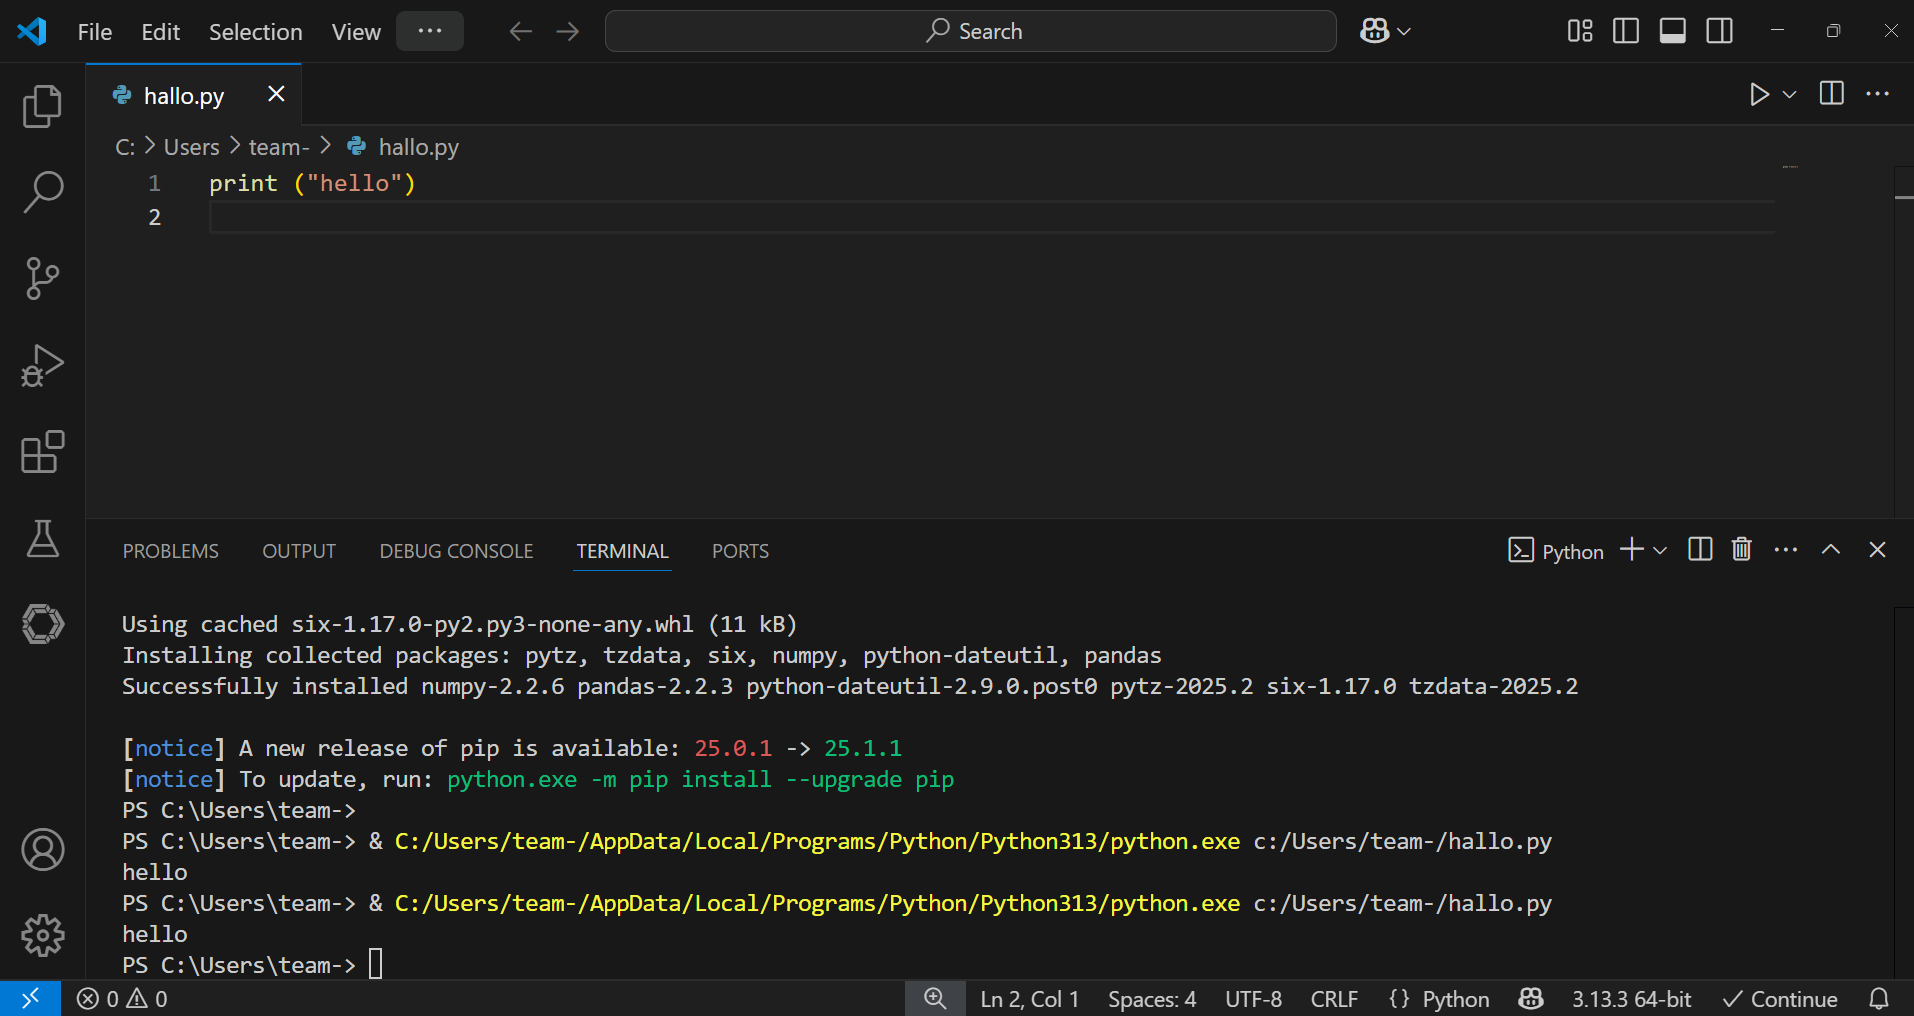 File Edit Selection View ··· Search
hallo.py
C: > Users > team- > hallo.py
1 print ("hello")
2
PROBLEMS OUTPUT DEBUG CONSOLE TERMINAL PORTS Python
Using cached six-1.17.0-py2.py3-none-any.whl (11 kB)
Installing collected packages: pytz, tzdata, six, numpy, python-dateutil, pandas
Successfully installed numpy-2.2.6 pandas-2.2.3 python-dateutil-2.9.0.post0 pytz-2025.2 six-1.17.0 tzdata-2025.2
[notice] A new release of pip is available: 25.0.1 -> 25.1.1
[notice] To update, run: python.exe -m pip install --upgrade pip
PS C:\Users\team->
PS C:\Users\team-> & C:/Users/team-/AppData/Local/Programs/Python/Python313/python.exe c:/Users/team-/hallo.py
hello
PS C:\Users\team-> & C:/Users/team-/AppData/Local/Programs/Python/Python313/python.exe c:/Users/team-/hallo.py
hello
PS C:\Users\team->
0 0 Ln 2, Col 1 Spaces: 4 UTF-8 CRLF {} Python 3.13.3 64-bit ✓ Continue